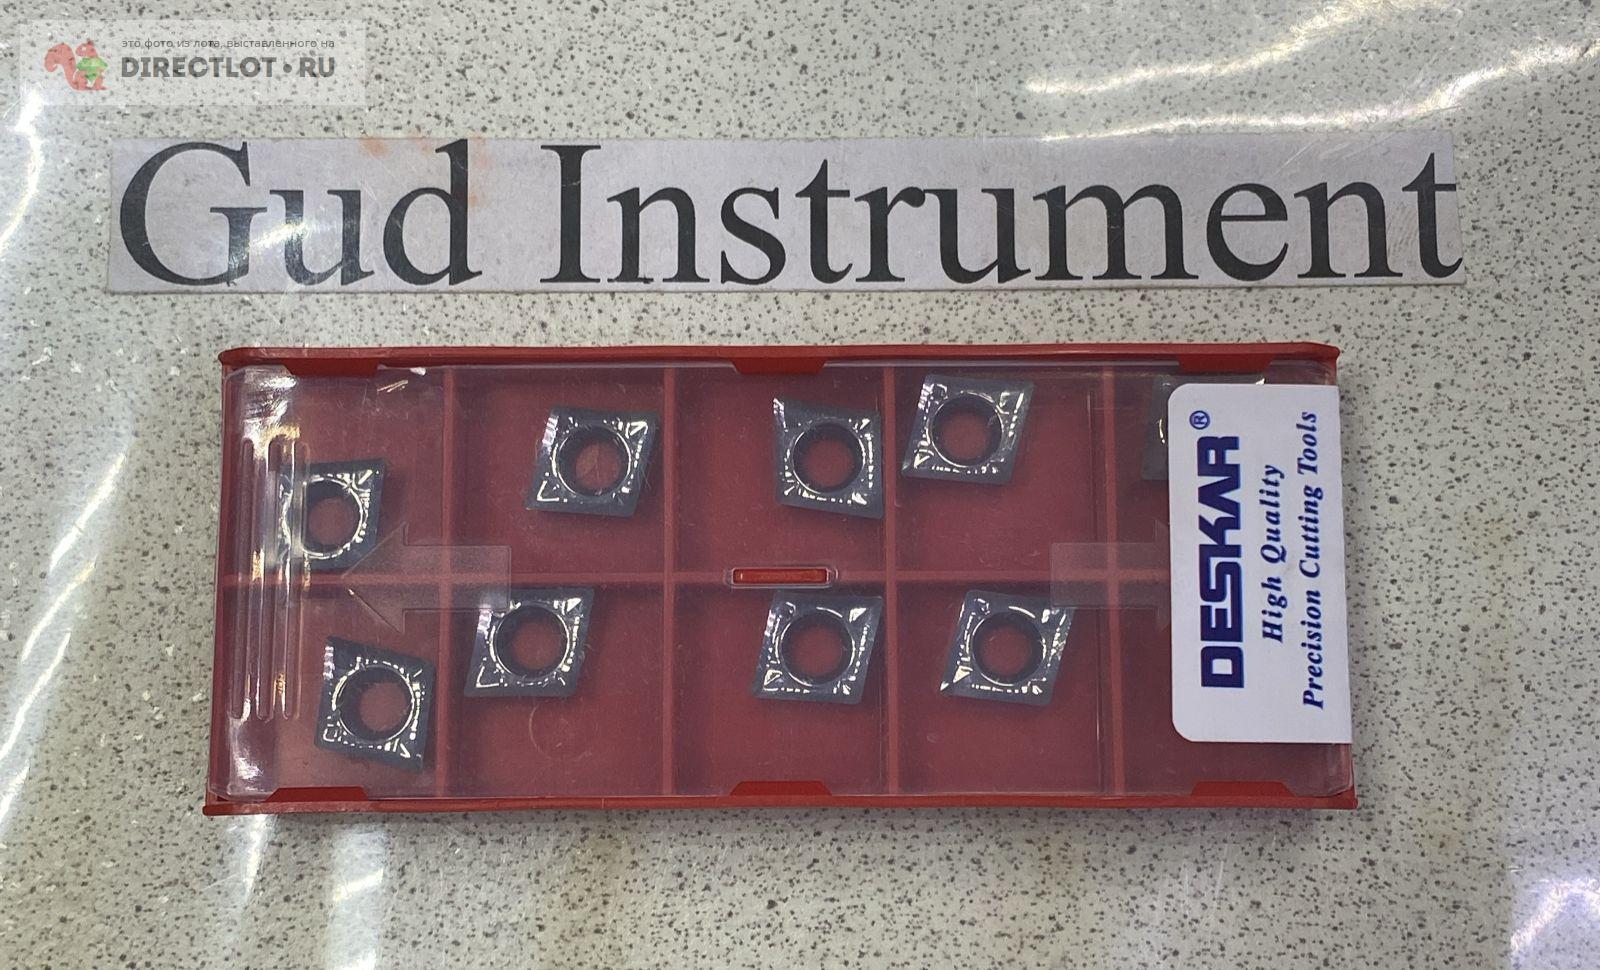 это фото из лота, выставленного на
DIRECTLOT.RU
Gud Instrument
DESKAR®
High Quality
Precision Cutting Tools